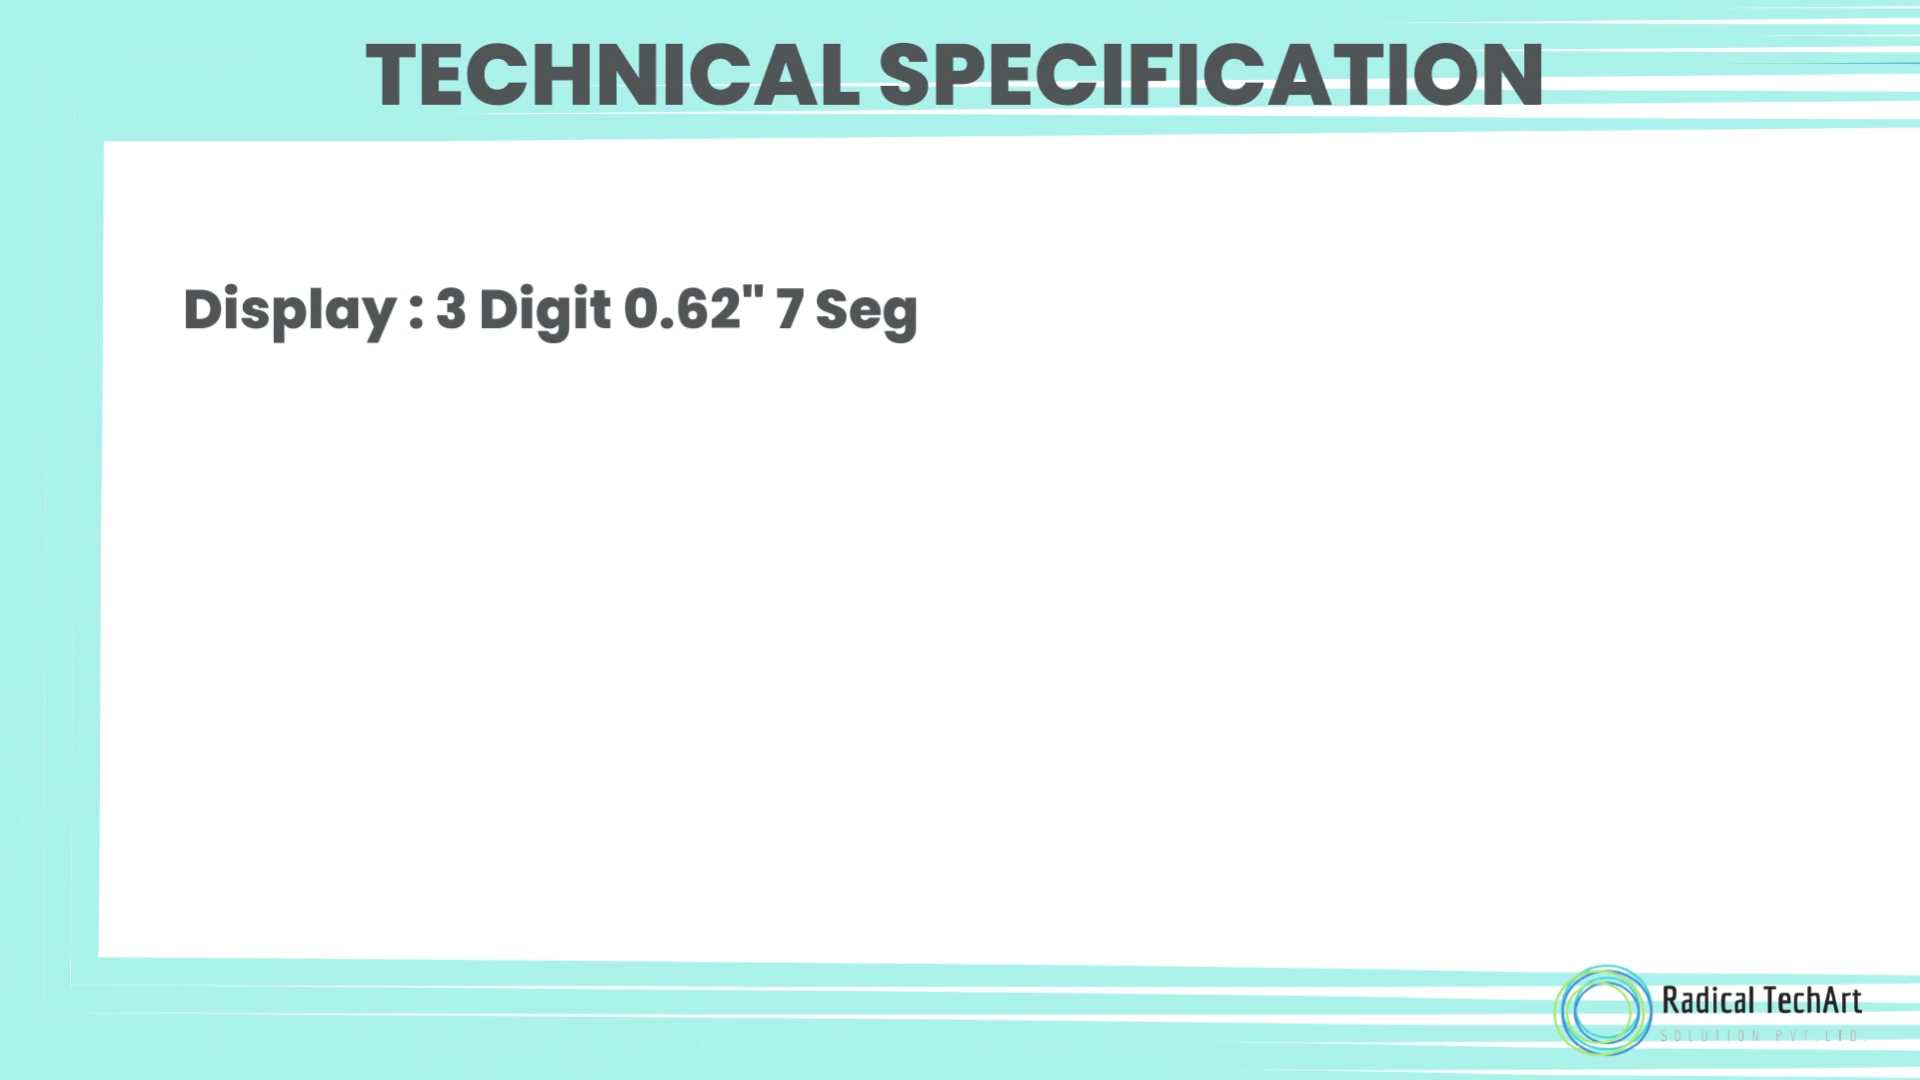 TECHNICAL SPECIFICATION
Display : 3 Digit 0.62" 7 Seg
Radical TechArt
SOLUTION PVT.LTD.